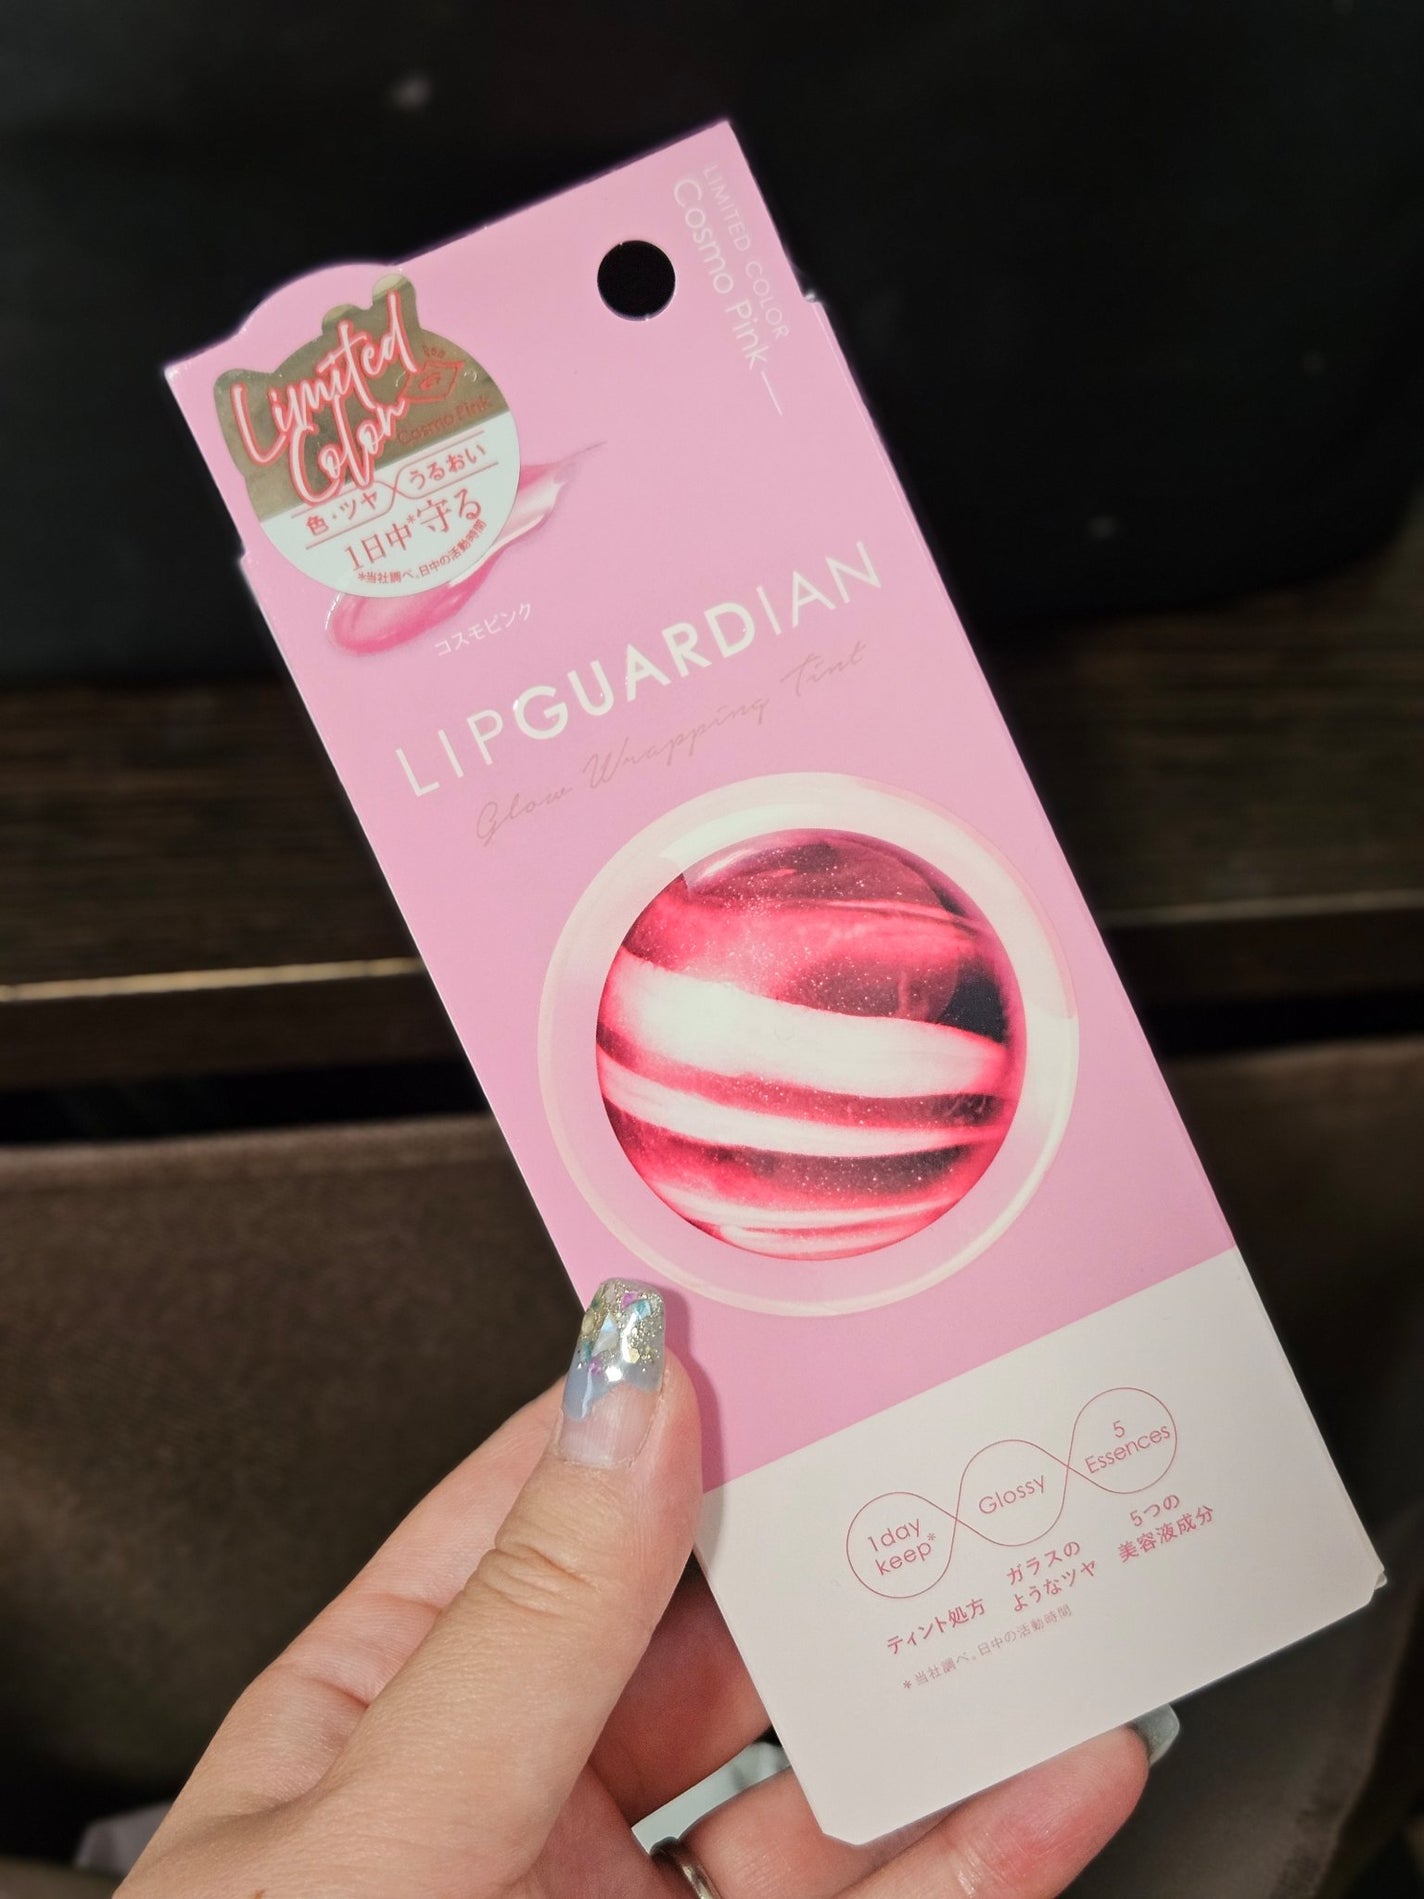 LIMITED COLOR
Cosmo Pink
Limited
Color
Cosmo Pink
色・ツヤ×うるおい
1日中*守る
*当社調べ。日中の活動時間
コスモピンク
LIPGUARDIAN
Glow Wrapping Tint
1day
keep*
Glossy
5
Essences
ティント処方
ガラスの
ようなツヤ
5つの
美容液成分
*当社調べ。日中の活動時間